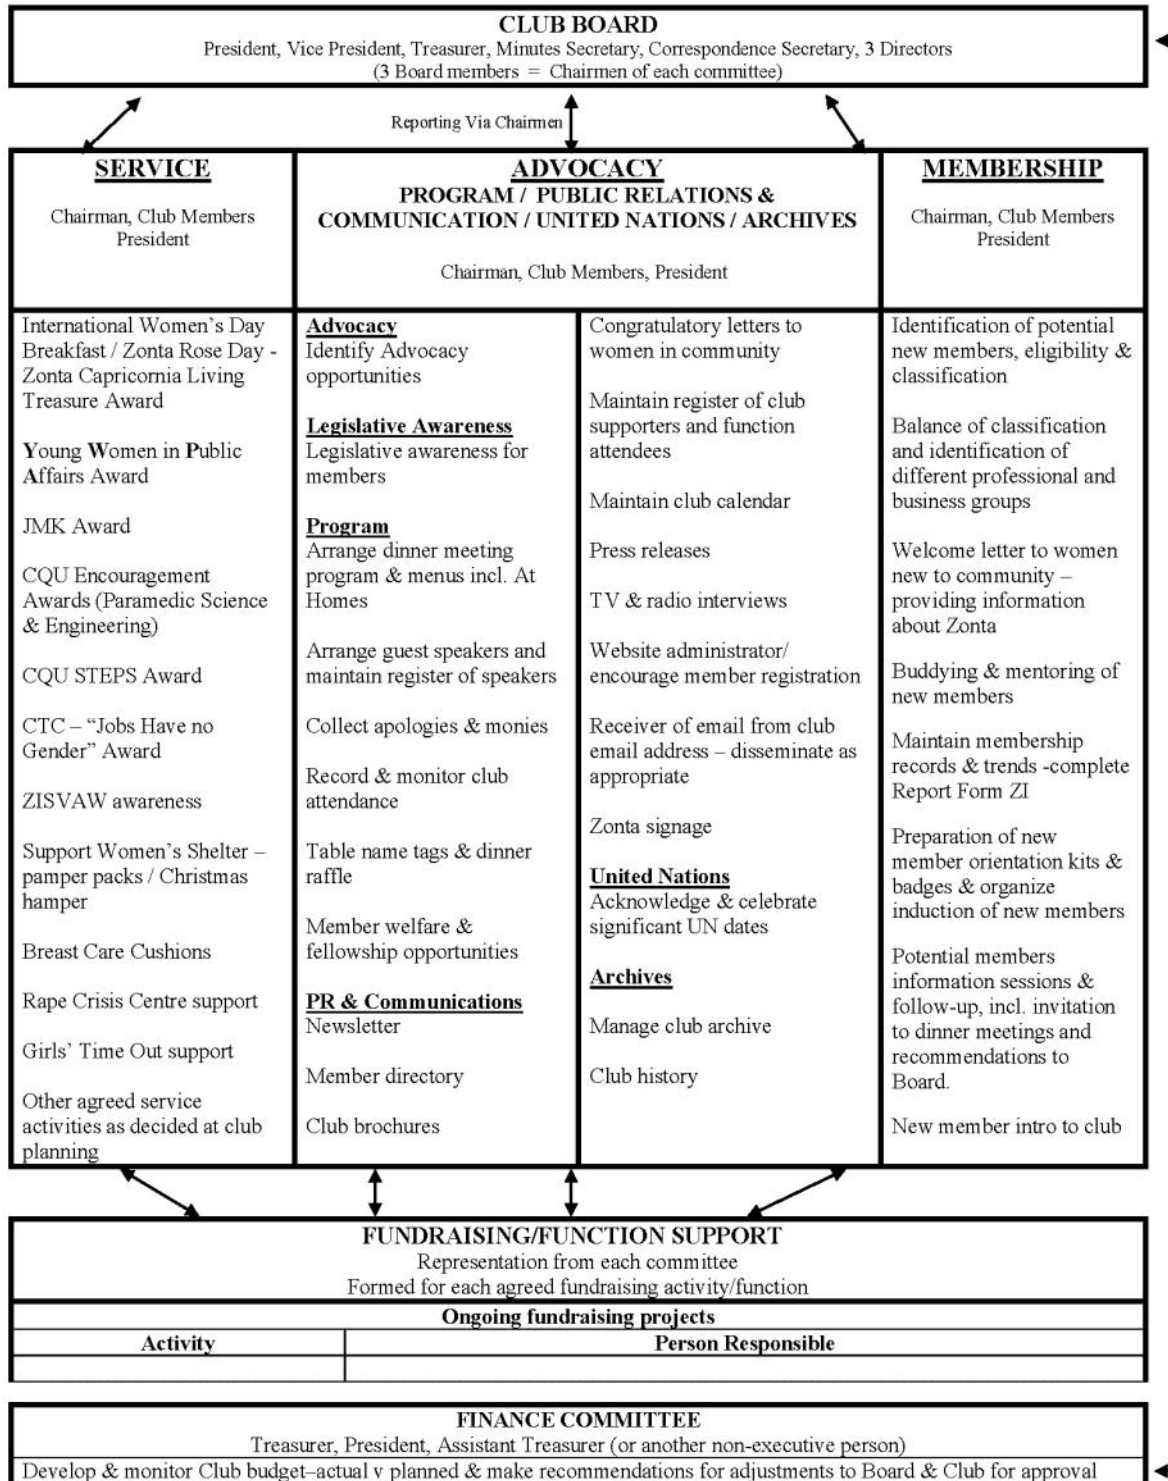 CLUB BOARD
President, Vice President, Treasurer, Minutes Secretary, Correspondence Secretary, 3 Directors
(3 Board members = Chairmen of each committee)
Reporting Via Chairmen
SERVICE
Chairman, Club Members
President
ADVOCACY
PROGRAM / PUBLIC RELATIONS &
COMMUNICATION / UNITED NATIONS / ARCHIVES
Chairman, Club Members, President
MEMBERSHIP
Chairman, Club Members
President
International Women's Day
Breakfast / Zonta Rose Day -
Zonta Capricornia Living
Treasure Award
Young Women in Public
Affairs Award
JMK Award
CQU Encouragement
Awards (Paramedic Science
& Engineering)
CQU STEPS Award
CTC – “Jobs Have no
Gender” Award
ZISVAW awareness
Support Women's Shelter –
pamper packs / Christmas
hamper
Breast Care Cushions
Rape Crisis Centre support
Girls' Time Out support
Other agreed service
activities as decided at club
planning
Advocacy
Identify Advocacy
opportunities
Legislative Awareness
Legislative awareness for
members
Program
Arrange dinner meeting
program & menus incl. At
Homes
Arrange guest speakers and
maintain register of speakers
Collect apologies & monies
Record & monitor club
attendance
Table name tags & dinner
raffle
Member welfare &
fellowship opportunities
PR & Communications
Newsletter
Member directory
Club brochures
Congratulatory letters to
women in community
Maintain register of club
supporters and function
attendees
Maintain club calendar
Press releases
TV & radio interviews
Website administrator/
encourage member registration
Receiver of email from club
email address – disseminate as
appropriate
Zonta signage
United Nations
Acknowledge & celebrate
significant UN dates
Archives
Manage club archive
Club history
Identification of potential
new members, eligibility &
classification
Balance of classification
and identification of
different professional and
business groups
Welcome letter to women
new to community –
providing information
about Zonta
Buddying & mentoring of
new members
Maintain membership
records & trends -complete
Report Form ZI
Preparation of new
member orientation kits &
badges & organize
induction of new members
Potential members
information sessions &
follow-up, incl. invitation
to dinner meetings and
recommendations to
Board.
New member intro to club
FUNDRAISING/FUNCTION SUPPORT
Representation from each committee
Formed for each agreed fundraising activity/function
Ongoing fundraising projects
Activity
Person Responsible
FINANCE COMMITTEE
Treasurer, President, Assistant Treasurer (or another non-executive person)
Develop & monitor Club budget–actual v planned & make recommendations for adjustments to Board & Club for approval